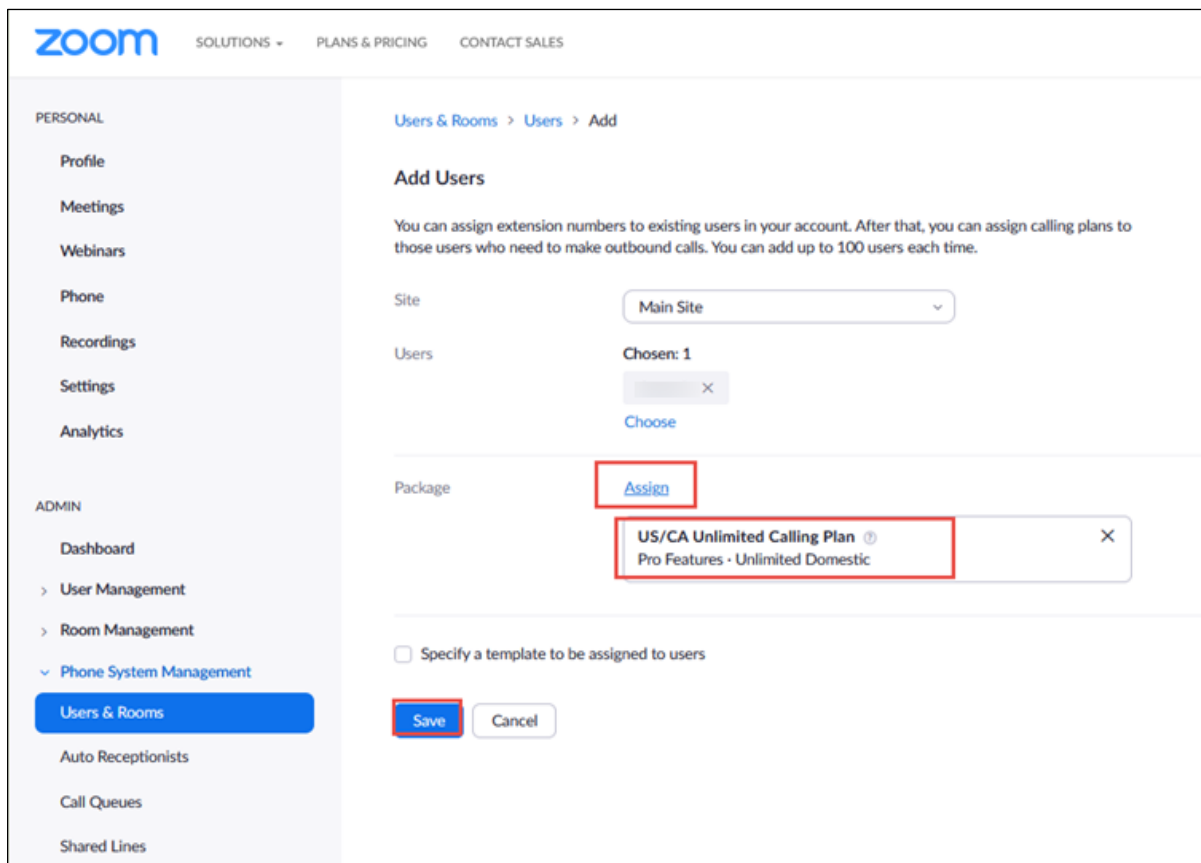 zoom SOLUTIONS PLANS & PRICING CONTACT SALES
PERSONAL
Profile
Meetings
Webinars
Phone
Recordings
Settings
Analytics
ADMIN
Dashboard
User Management
Room Management
Phone System Management
Users & Rooms
Auto Receptionists
Call Queues
Shared Lines
Users & Rooms > Users > Add
Add Users
You can assign extension numbers to existing users in your account. After that, you can assign calling plans to
those users who need to make outbound calls. You can add up to 100 users each time.
Site Main Site
Users Chosen: 1
Choose
Package Assign
US/CA Unlimited Calling Plan ?
Pro Features · Unlimited Domestic
Specify a template to be assigned to users
Save Cancel